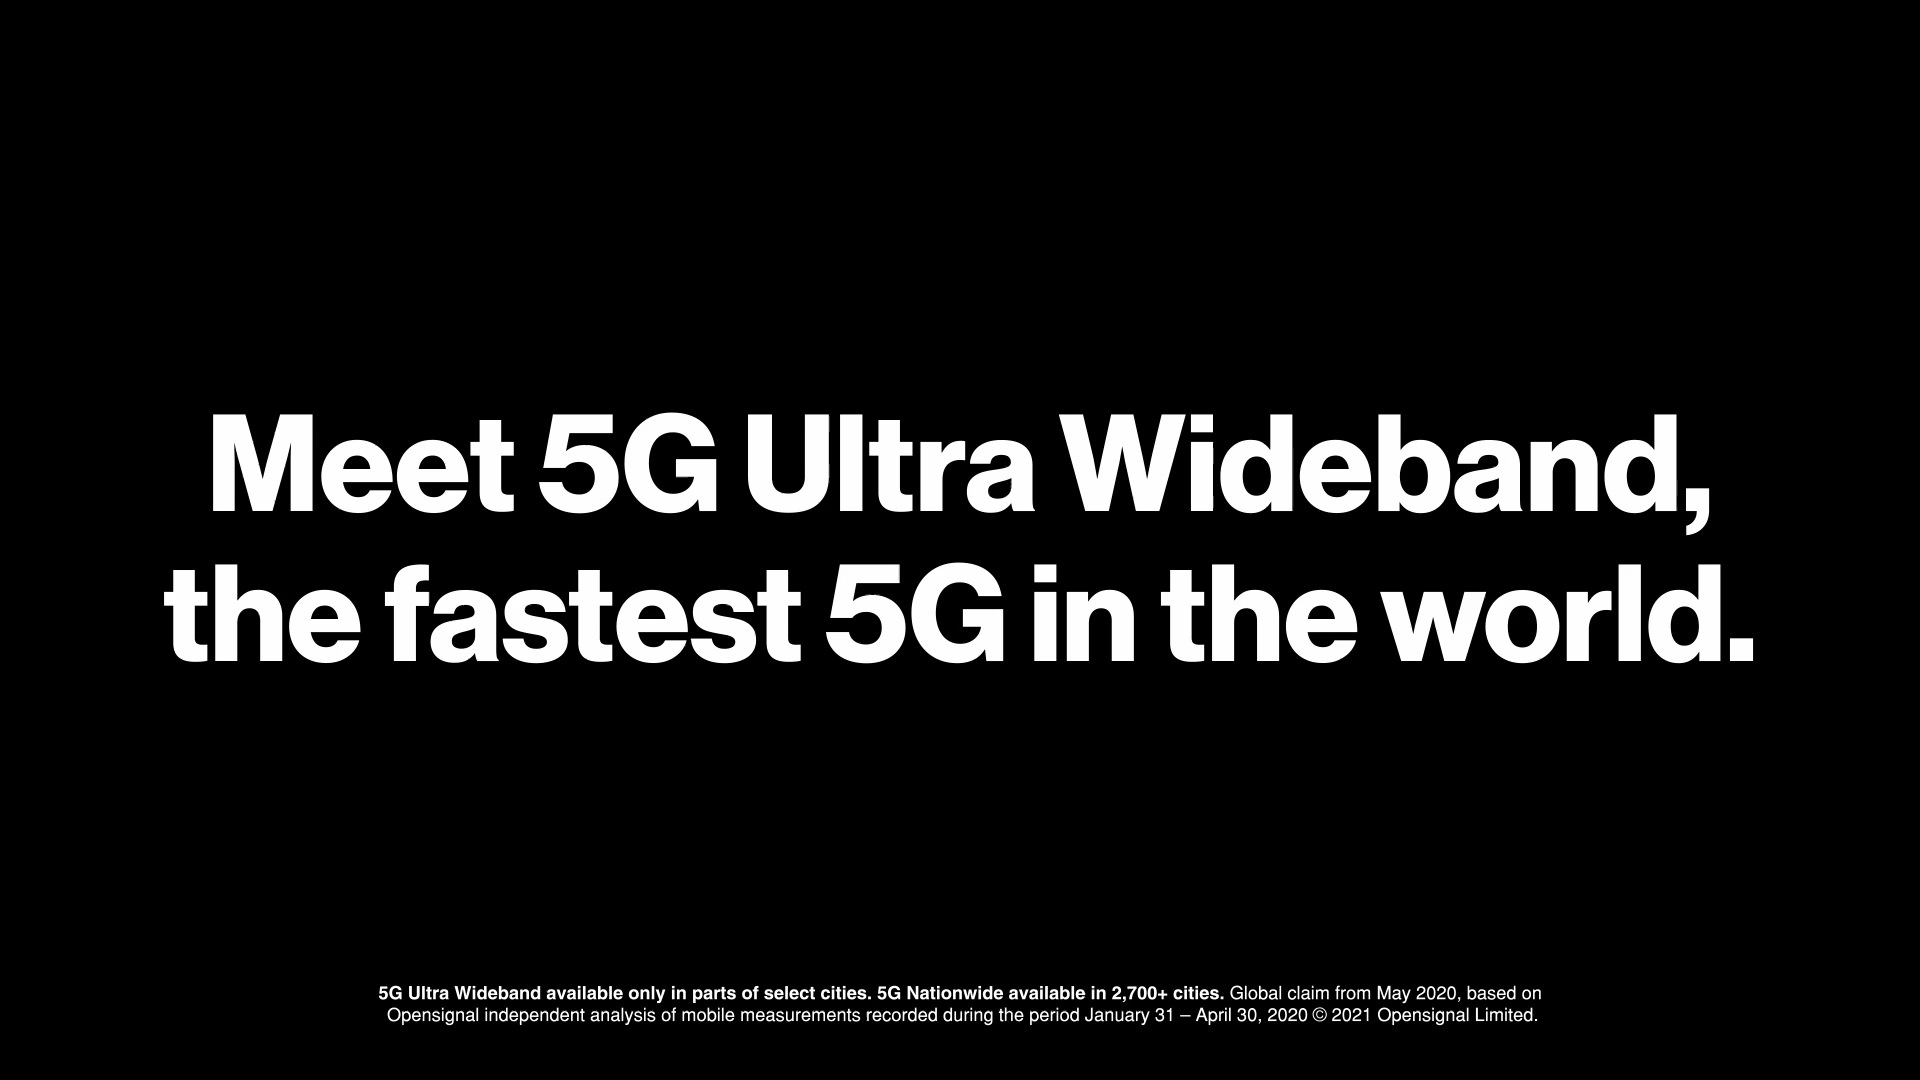 Meet 5G Ultra Wideband,
the fastest 5G in the world.
5G Ultra Wideband available only in parts of select cities. 5G Nationwide available in 2,700+ cities. Global claim from May 2020, based on
Opensignal independent analysis of mobile measurements recorded during the period January 31 – April 30, 2020 © 2021 Opensignal Limited.